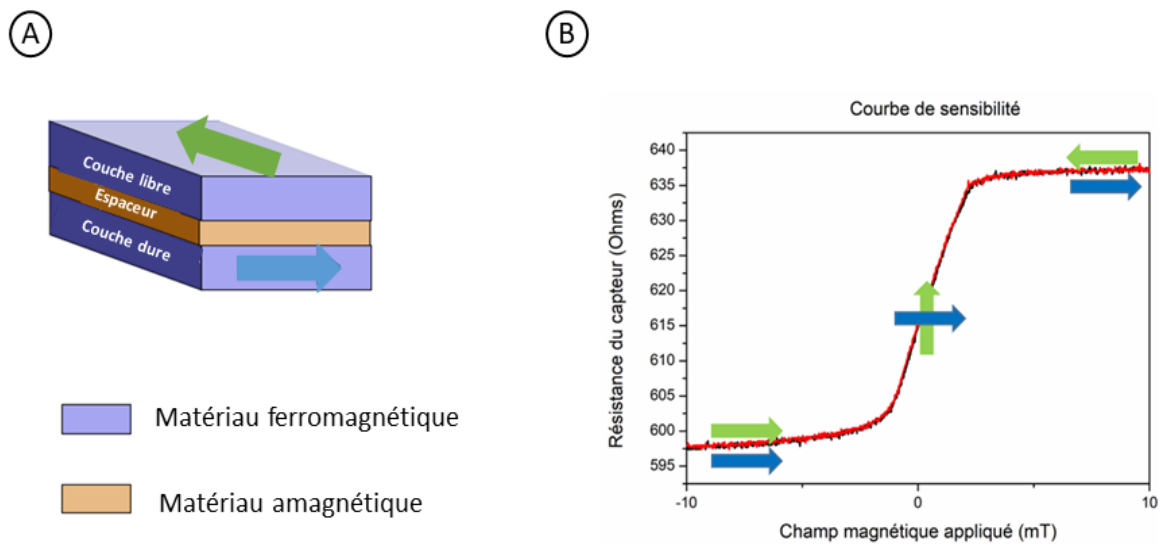 A
Couche libre
Espaceur
Couche dure
Matériau ferromagnétique
Matériau amagnétique
B
Courbe de sensibilité
Résistance du capteur (Ohms)
640
635
630
625
620
615
610
605
600
595
-10
0
10
Champ magnétique appliqué (mT)